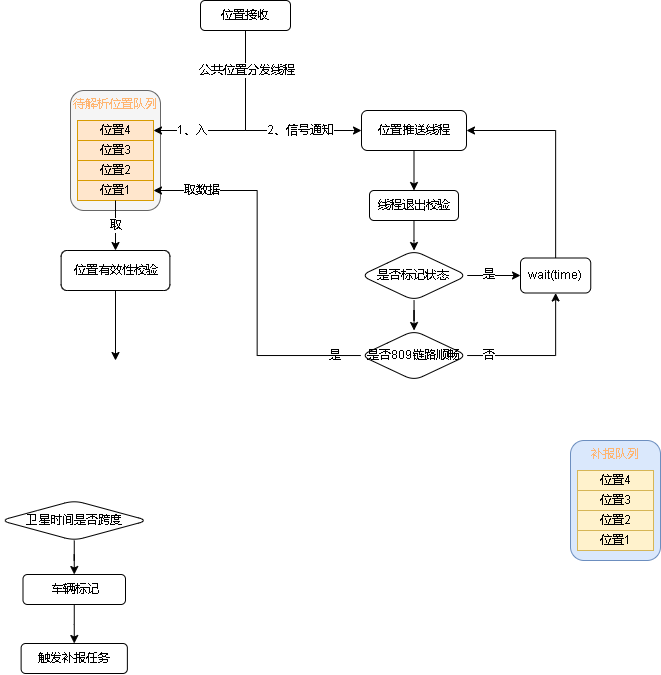 位置接收
公共位置分发线程
待解析位置队列
位置4
位置3
位置2
位置1
1、入
2、信号通知
位置推送线程
取数据
线程退出校验
取
位置有效性校验
是否标记状态
是
wait(time)
是
是否809链路顺畅
否
补报队列
位置4
位置3
位置2
位置1
卫星时间是否跨度
车辆标记
触发补报任务